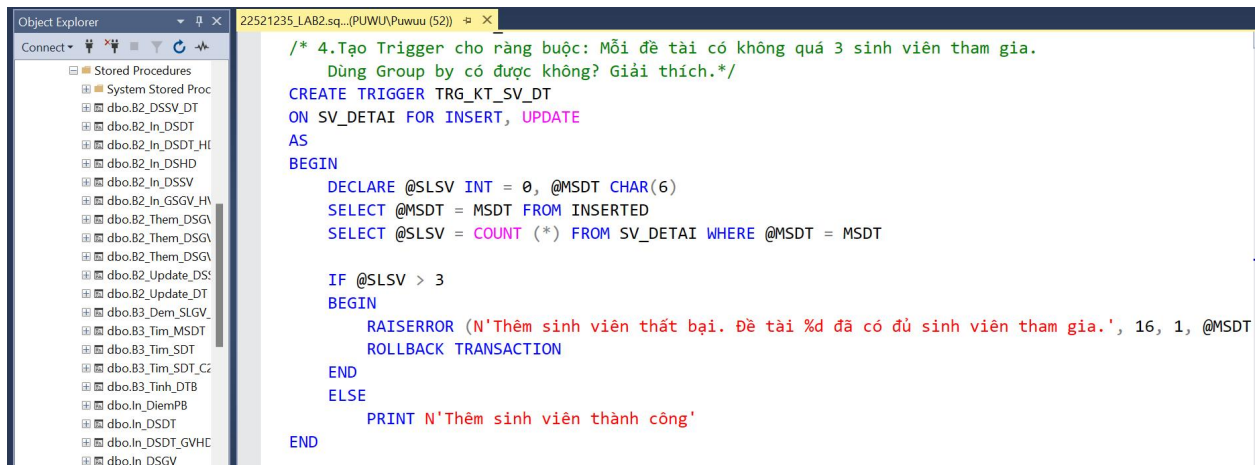 Object Explorer
Connect
Stored Procedures
System Stored Proc
dbo.B2_DSSV_DT
dbo.B2_In_DSDT
dbo.B2_In_DSDT_HD
dbo.B2_In_DSHD
dbo.B2_In_DSSV
dbo.B2_In_GSGV_H
dbo.B2_Them_DSGV
dbo.B2_Them_DSGV
dbo.B2_Them_DSGV
dbo.B2_Update_DSS
dbo.B2_Update_DT
dbo.B3_Dem_SLGV_
dbo.B3_Tim_MSDT
dbo.B3_Tim_SDT
dbo.B3_Tim_SDT_C2
dbo.B3_Tinh_DTB
dbo.In_DiemPB
dbo.In_DSDT
dbo.In_DSDT_GVHD
dbo.In_DSGV
22521235_LAB2.sq...(PUWU\Puwuu (52))
/* 4.Tạo Trigger cho ràng buộc: Mỗi đề tài có không quá 3 sinh viên tham gia.
Dùng Group by có được không? Giải thích.*/
CREATE TRIGGER TRG_KT_SV_DT
ON SV_DETAI FOR INSERT, UPDATE
AS
BEGIN
DECLARE @SLSV INT = 0, @MSDT CHAR(6)
SELECT @MSDT = MSDT FROM INSERTED
SELECT @SLSV = COUNT (*) FROM SV_DETAI WHERE @MSDT = MSDT
IF @SLSV > 3
BEGIN
RAISERROR (N'Thêm sinh viên thất bại. Đề tài %d đã có đủ sinh viên tham gia.', 16, 1, @MSDT
ROLLBACK TRANSACTION
END
ELSE
PRINT N'Thêm sinh viên thành công'
END